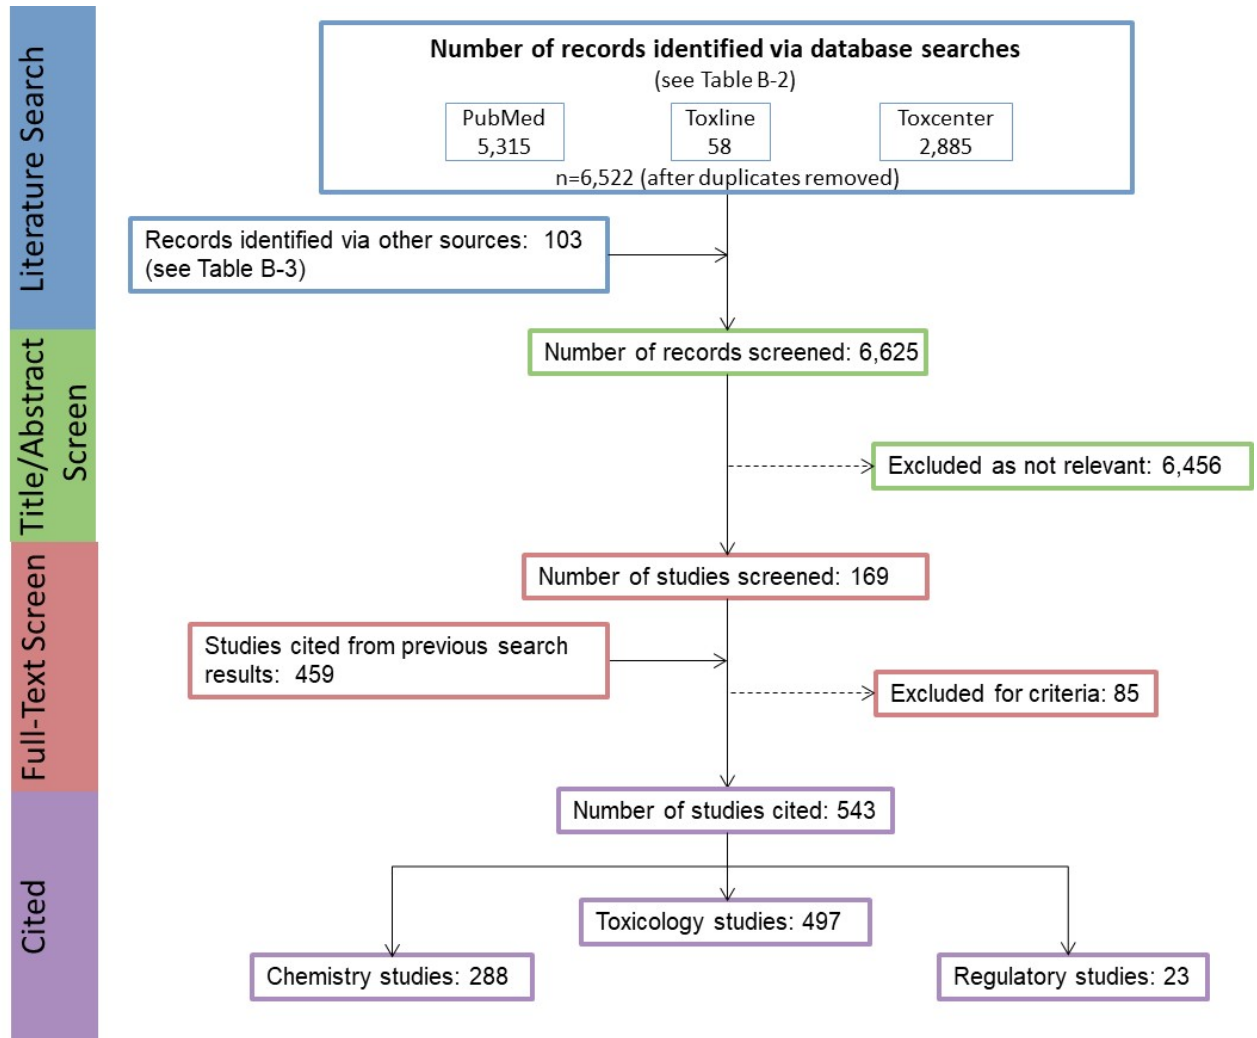 Literature Search
Number of records identified via database searches
(see Table B-2)
PubMed
5,315
Toxline
58
Toxcenter
2,885
n=6,522 (after duplicates removed)
Records identified via other sources: 103
(see Table B-3)
Title/Abstract
Screen
Number of records screened: 6,625
Excluded as not relevant: 6,456
Full-Text Screen
Number of studies screened: 169
Studies cited from previous search
results: 459
Excluded for criteria: 85
Cited
Number of studies cited: 543
Toxicology studies: 497
Chemistry studies: 288
Regulatory studies: 23